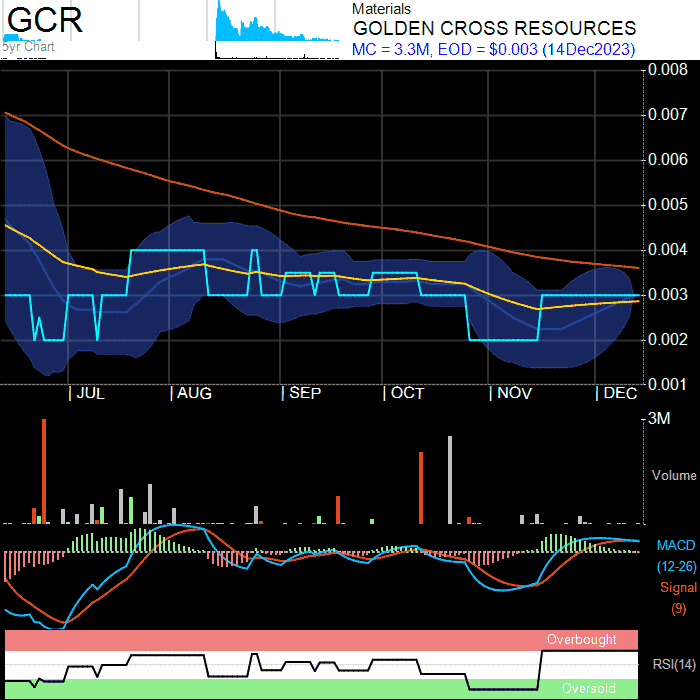 GCR
5yr Chart
Materials
GOLDEN CROSS RESOURCES
MC = 3.3M, EOD = $0.003 (14Dec2023)
0.008
0.007
0.006
0.005
0.004
0.003
0.002
0.001
JUL AUG SEP OCT NOV DEC
3M
Volume
MACD
(12-26)
Signal
(9)
Overbought
RSI(14)
Oversold